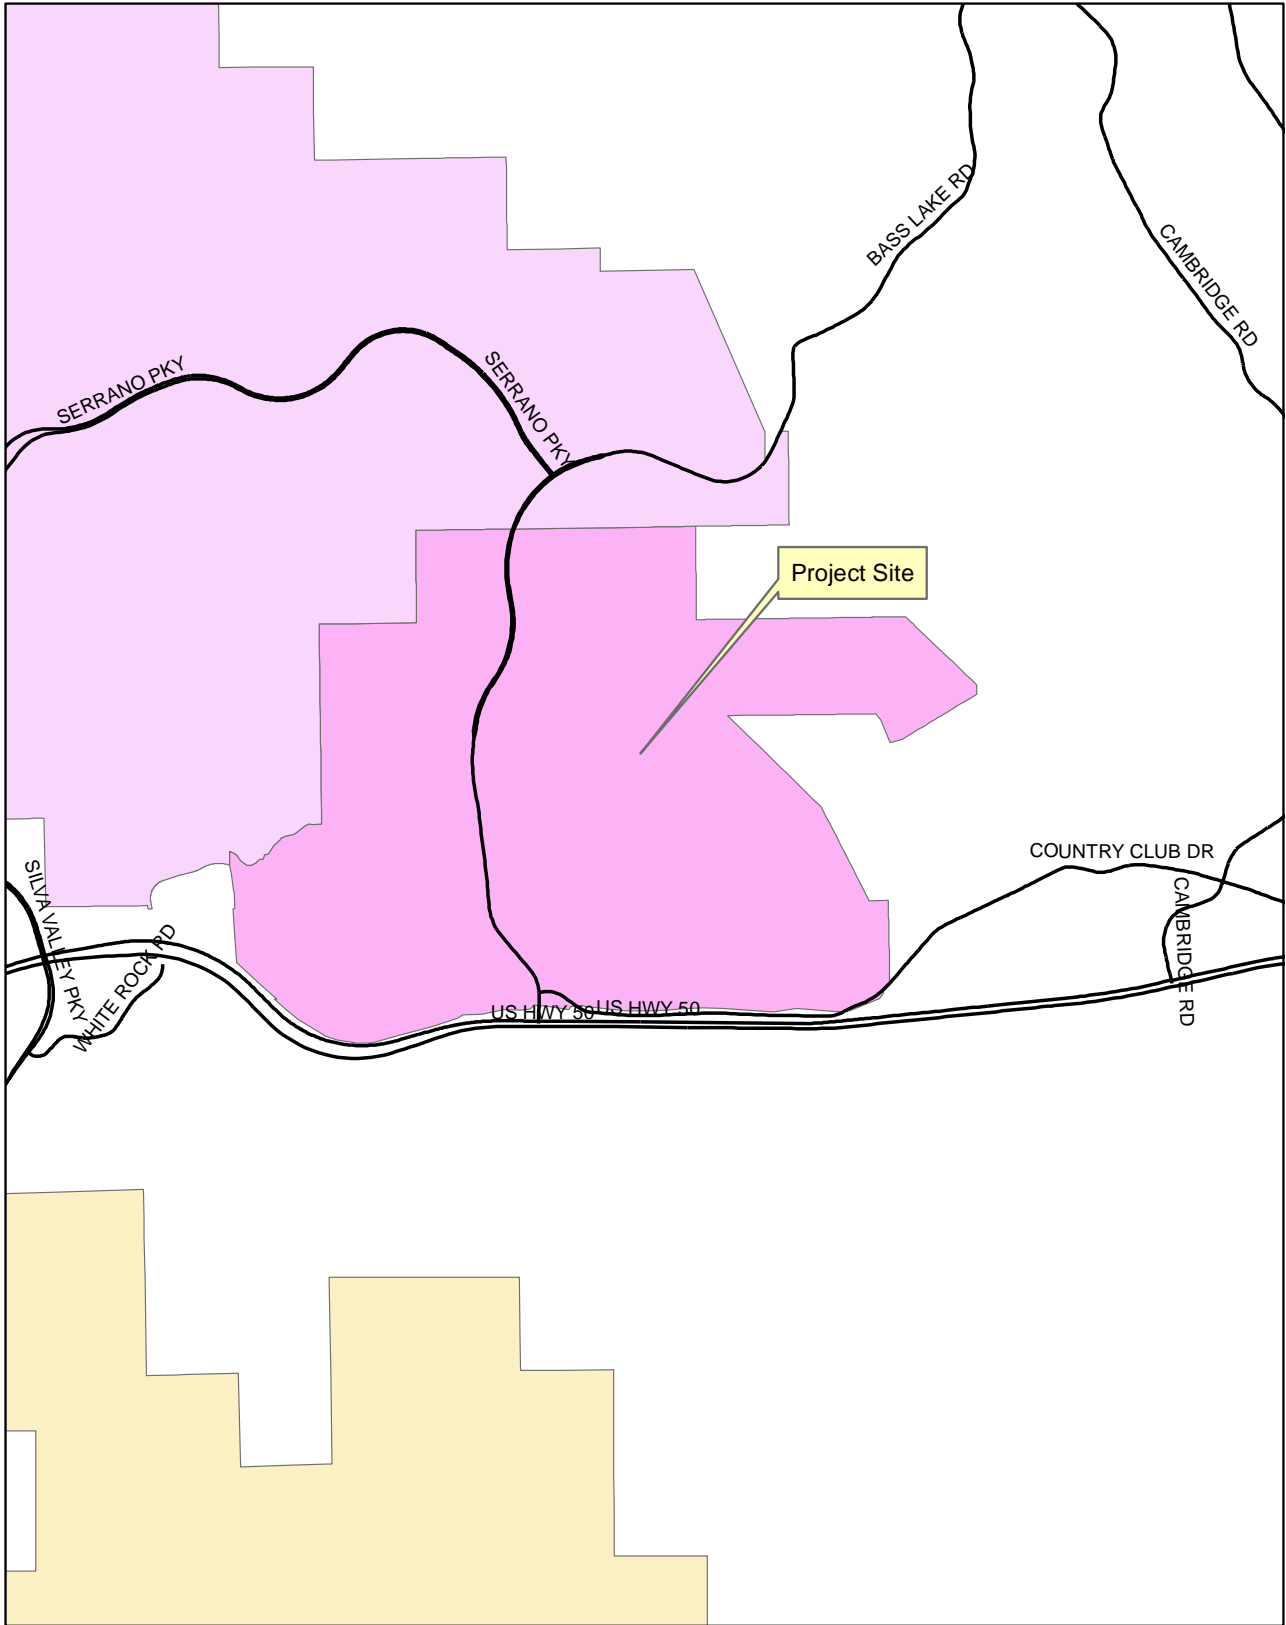 BASS LAKE RD
CAMBRIDGE RD
SERRANO PKY
SERRANO PKY
Project Site
COUNTRY CLUB DR
SILVA VALLEY PKY
CAMBRIDGE RD
WHITE ROCK RD
US HWY 50
US HWY 50